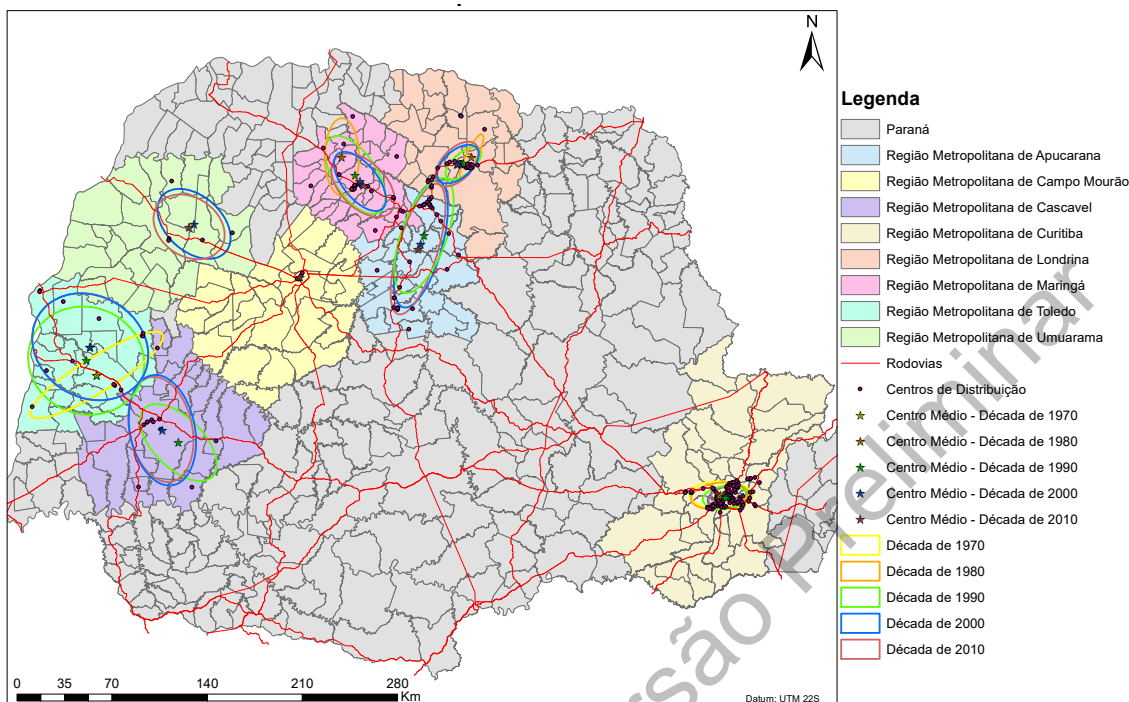 N
Legenda
Paraná
Região Metropolitana de Apucarana
Região Metropolitana de Campo Mourão
Região Metropolitana de Cascavel
Região Metropolitana de Curitiba
Região Metropolitana de Londrina
Região Metropolitana de Maringá
Região Metropolitana de Toledo
Região Metropolitana de Umuarama
Rodovias
Centros de Distribuição
Centro Médio - Década de 1970
Centro Médio - Década de 1980
Centro Médio - Década de 1990
Centro Médio - Década de 2000
Centro Médio - Década de 2010
Década de 1970
Década de 1980
Década de 1990
Década de 2000
Década de 2010
0 35 70 140 210 280
Km
Datum: UTM 22S
Versão Preliminar